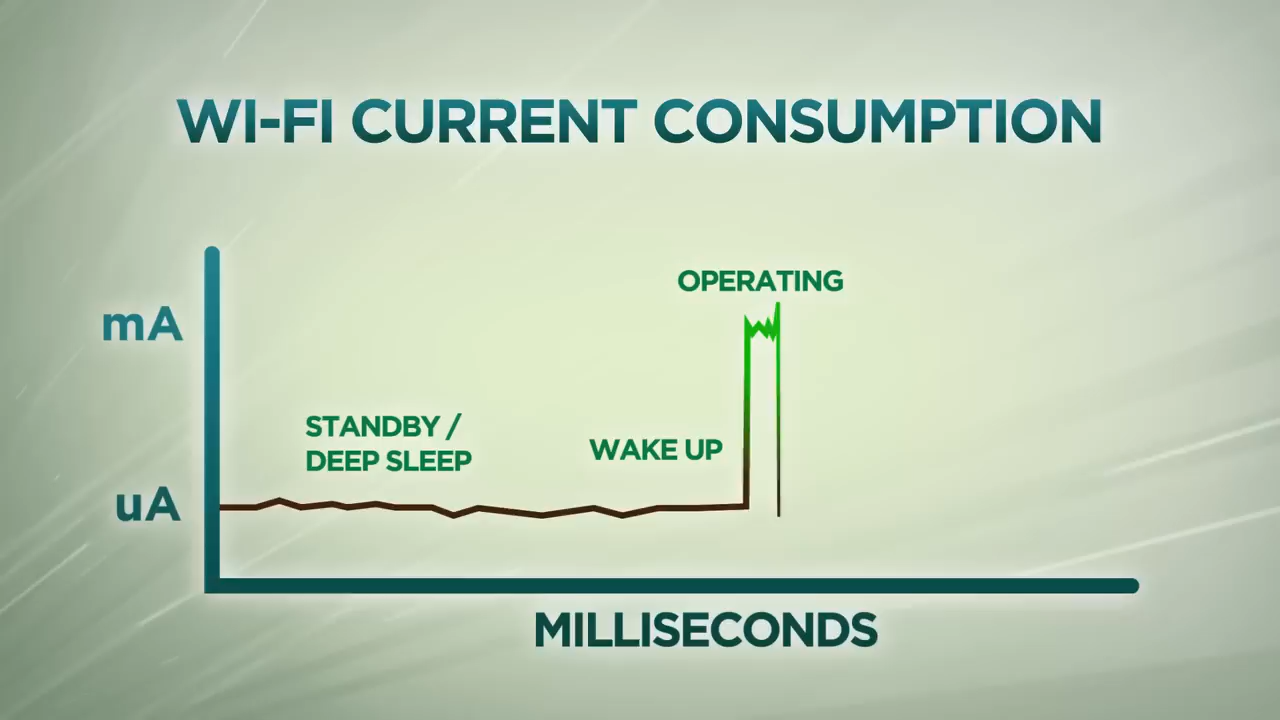 WI-FI CURRENT CONSUMPTION
OPERATING
mA
STANDBY /
DEEP SLEEP
WAKE UP
uA
MILLISECONDS